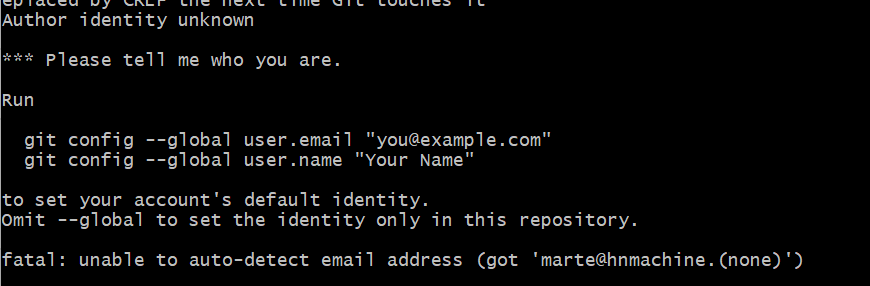 eplaced by CRLF the next time Git touches it
Author identity unknown
*** Please tell me who you are.
Run
git config --global user.email "you@example.com"
git config --global user.name "Your Name"
to set your account's default identity.
Omit --global to set the identity only in this repository.
fatal: unable to auto-detect email address (got 'marte@hnmachine.(none)')